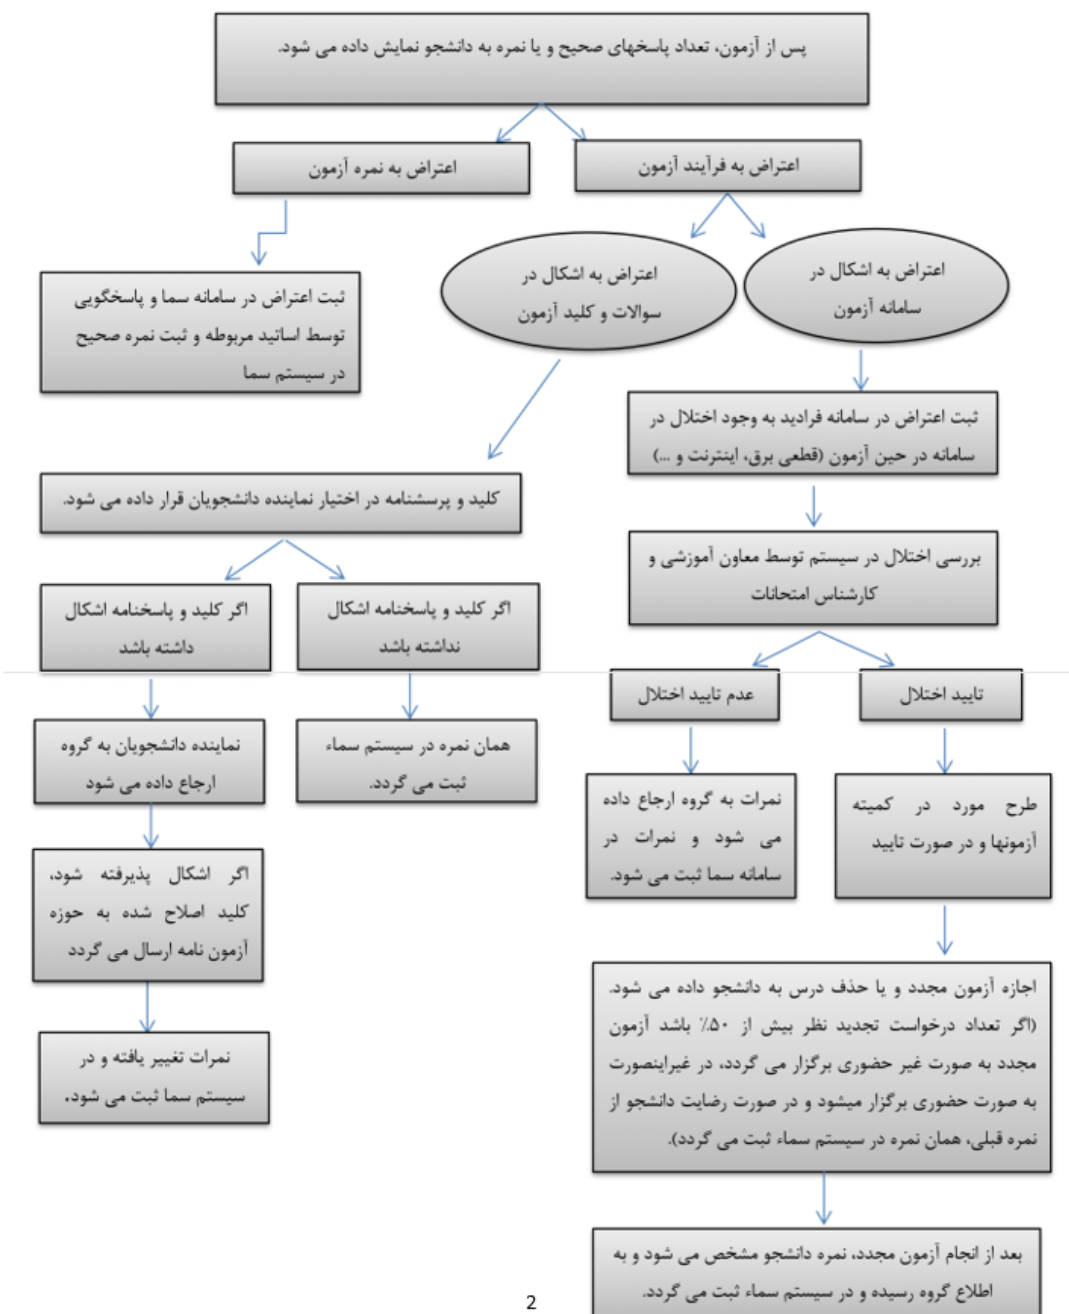 پس از آزمون، تعداد پاسخهای صحیح و یا نمره به دانشجو نمایش داده می شود.
اعتراض به فرآیند آزمون
اعتراض به نمره آزمون
اعتراض به اشکال در
سامانه آزمون
اعتراض به اشکال در
سوالات و کلید آزمون
ثبت اعتراض در سامانه سما و پاسخگویی
توسط اساتید مربوطه و ثبت نمره صحیح
در سیستم سما
ثبت اعتراض در سامانه فرادید به وجود اختلال در
سامانه در حین آزمون (قطعی برق، اینترنت و ...)
کلید و پرسشنامه در اختیار نماینده دانشجویان قرار داده می شود.
بررسی اختلال در سیستم توسط معاون آموزشی و
کارشناس امتحانات
اگر کلید و پاسخنامه اشکال
نداشته باشد
اگر کلید و پاسخنامه اشکال
داشته باشد
تایید اختلال
عدم تایید اختلال
همان نمره در سیستم سماء
ثبت می گردد.
نماینده دانشجویان به گروه
ارجاع داده می شود
طرح مورد در کمیته
آزمونها و در صورت تایید
نمرات به گروه ارجاع داده
می شود و نمرات در
سامانه سما ثبت می شود.
اگر اشکال پذیرفته شود،
کلید اصلاح شده به حوزه
آزمون نامه ارسال می گردد
اجازه آزمون مجدد و یا حذف درس به دانشجو داده می شود.
(اگر تعداد درخواست تجدید نظر بیش از ۵۰٪ باشد آزمون
مجدد به صورت غیر حضوری برگزار می گردد، در غیراینصورت
به صورت حضوری برگزار میشود و در صورت رضایت دانشجو از
نمره قبلی، همان نمره در سیستم سماء ثبت می گردد).
نمرات تغییر یافته و در
سیستم سما ثبت می شود.
بعد از انجام آزمون مجدد، نمره دانشجو مشخص می شود و به
اطلاع گروه رسیده و در سیستم سماء ثبت می گردد.
2